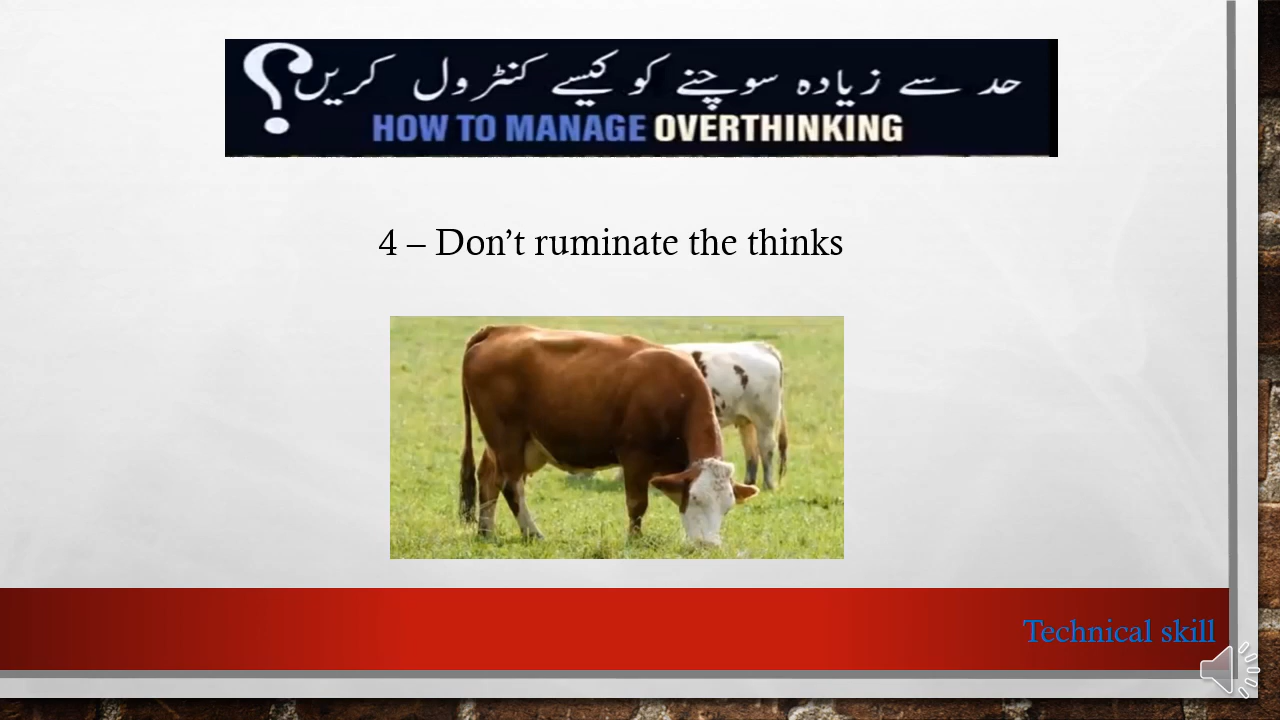 حد سے زیادہ سوچنے کو کیسے کنٹرول کریں؟
HOW TO MANAGE OVERTHINKING
4 – Don’t ruminate the thinks
Technical skill